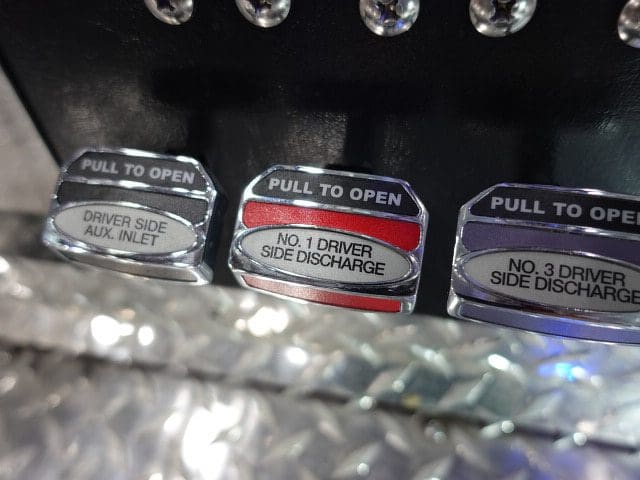 PULL TO OPEN
DRIVER SIDE
AUX. INLET
PULL TO OPEN
NO. 1 DRIVER
SIDE DISCHARGE
PULL TO OPEN
NO. 3 DRIVER
SIDE DISCHARGE